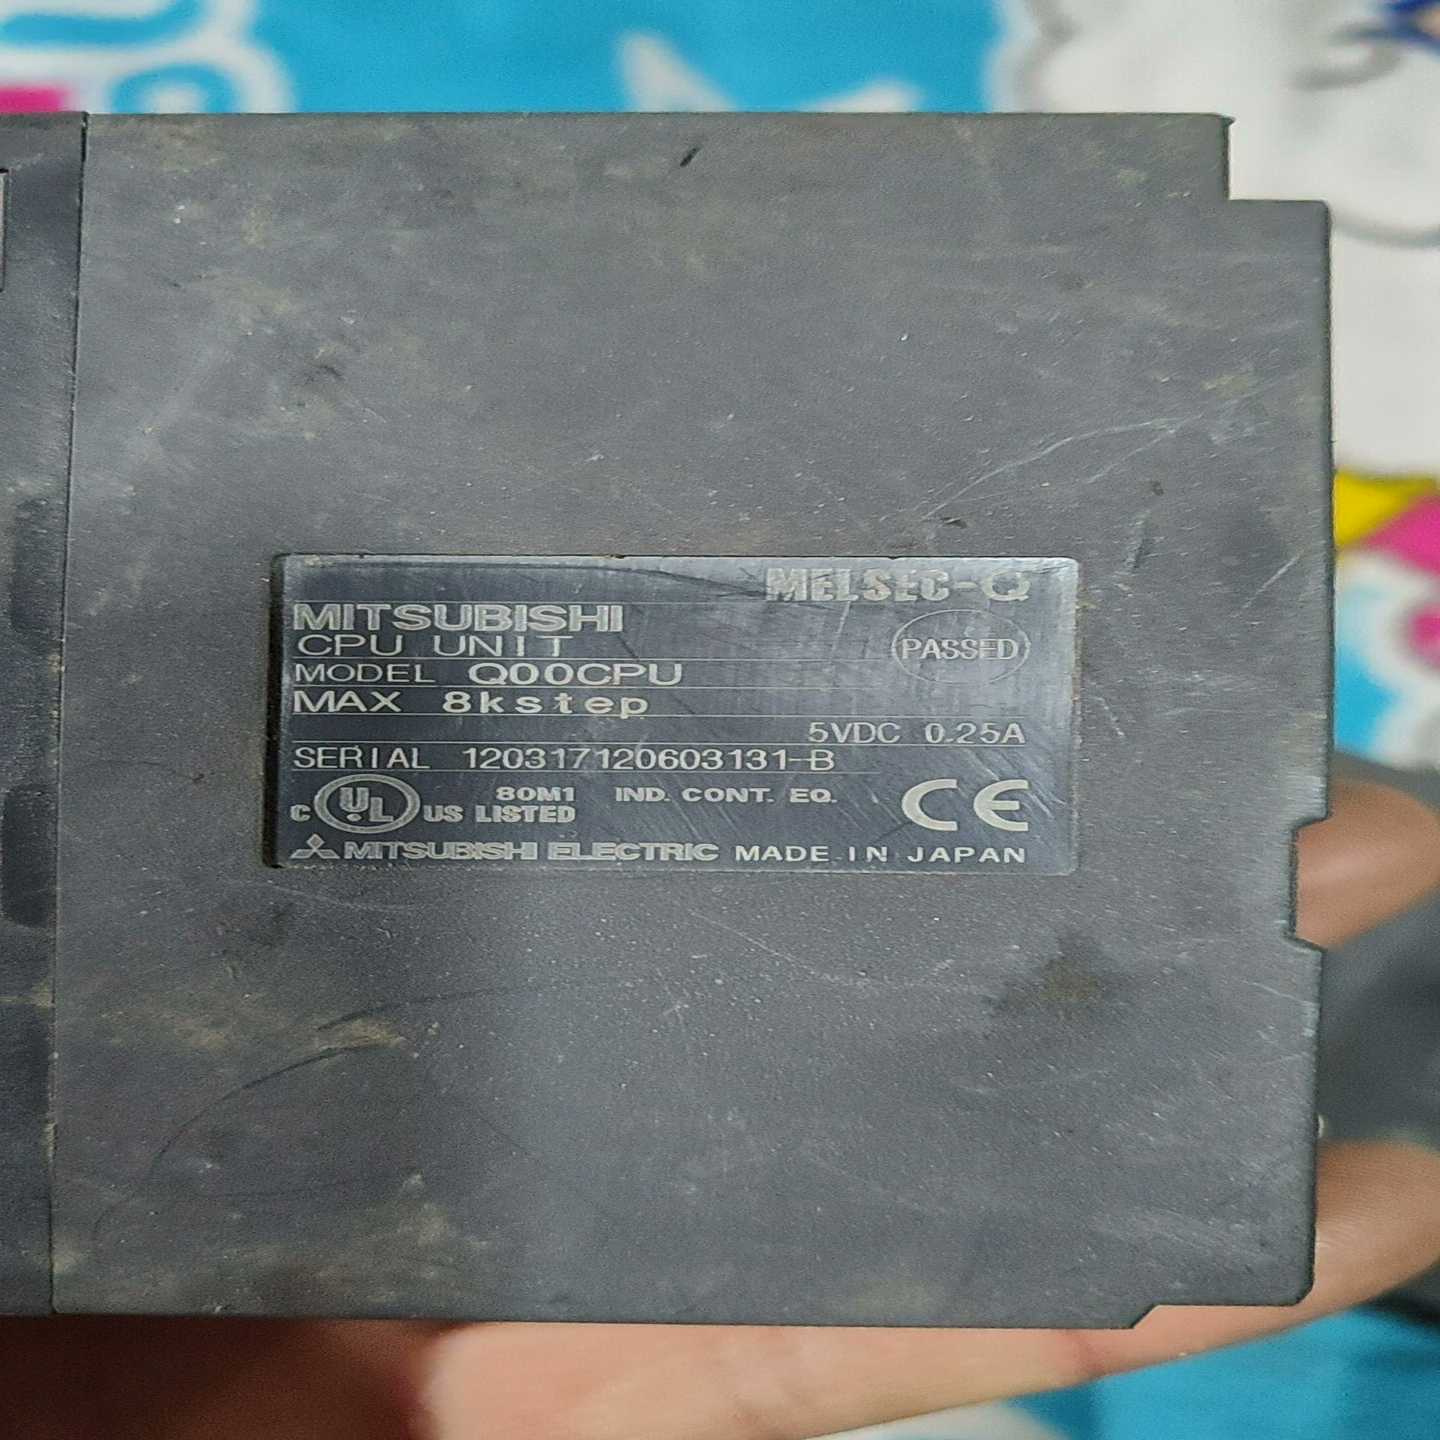 MELSEC-Q
MITSUBISHI
CPU UNIT
PASSED
MODEL Q00CPU
MAX 8kstep
5VDC 0.25A
SERIAL 120317120603131-B
C UL US LISTED 80M1 IND. CONT. EQ. CE
MITSUBISHI ELECTRIC MADE IN JAPAN